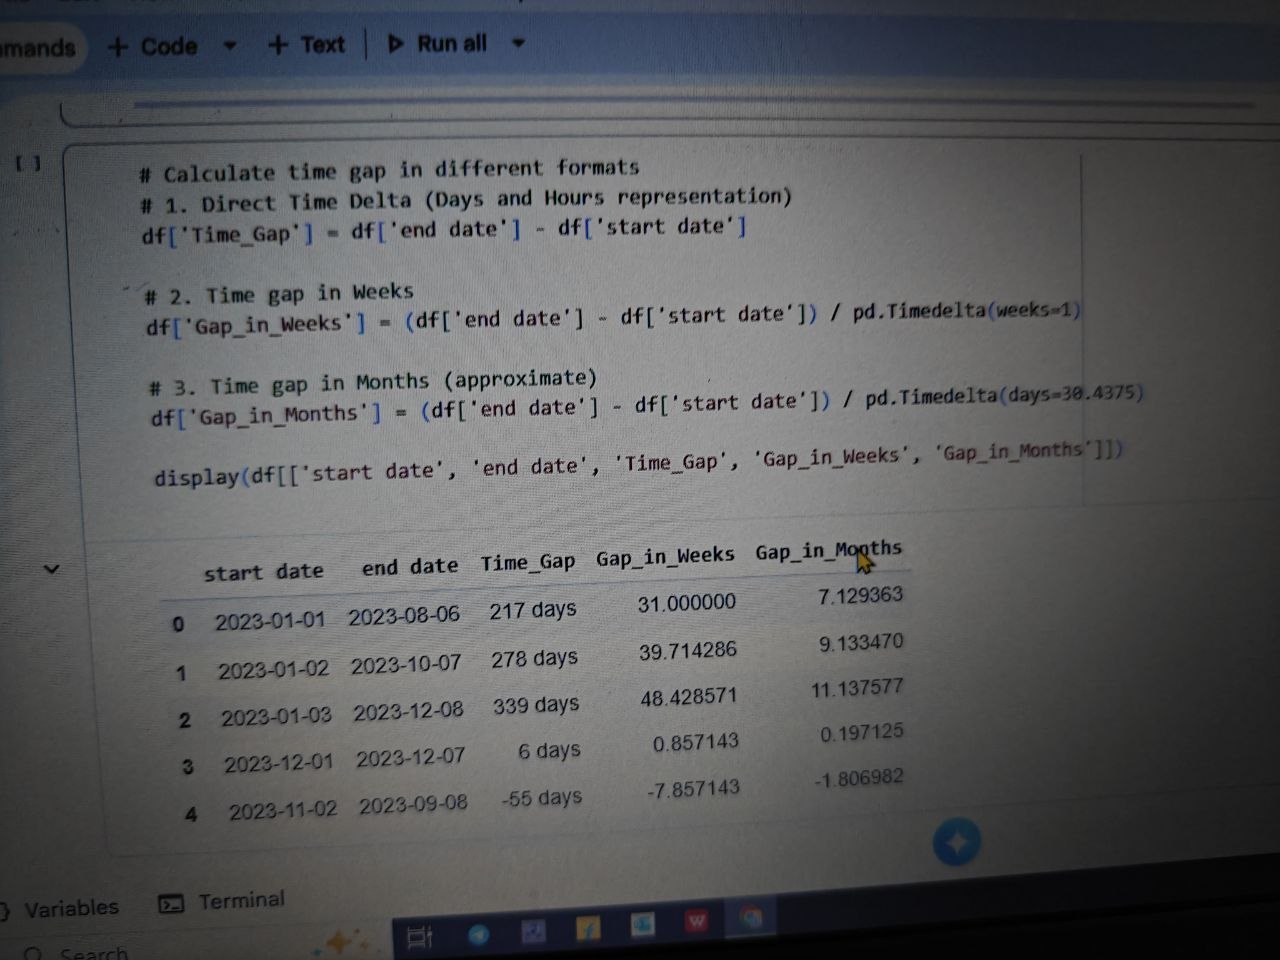 + Code + Text Run all
[ ]
# Calculate time gap in different formats
# 1. Direct Time Delta (Days and Hours representation)
df['Time_Gap'] = df['end date'] - df['start date']
# 2. Time gap in Weeks
df['Gap_in_Weeks'] = (df['end date'] - df['start date']) / pd.Timedelta(weeks=1)
# 3. Time gap in Months (approximate)
df['Gap_in_Months'] = (df['end date'] - df['start date']) / pd.Timedelta(days=30.4375)
display(df[['start date', 'end date', 'Time_Gap', 'Gap_in_Weeks', 'Gap_in_Months']])
start date end date Time_Gap Gap_in_Weeks Gap_in_Months
0 2023-01-01 2023-08-06 217 days 31.000000 7.129363
1 2023-01-02 2023-10-07 278 days 39.714286 9.133470
2 2023-01-03 2023-12-08 339 days 48.428571 11.137577
3 2023-12-01 2023-12-07 6 days 0.857143 0.197125
4 2023-11-02 2023-09-08 -55 days -7.857143 -1.806982
Variables Terminal
Search